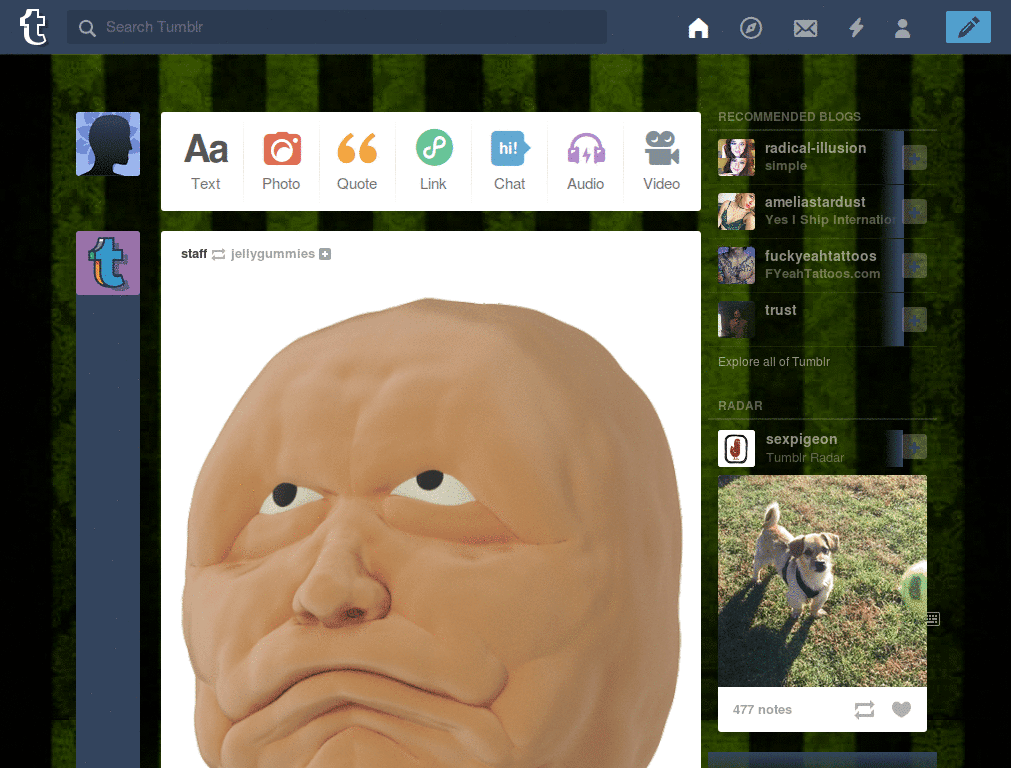 Search Tumblr
Aa
hi!
Text Photo Quote Link Chat Audio Video
staff jellygummies
RECOMMENDED BLOGS
radical-illusion
simple
ameliastardust
Yes I Ship Internatio
fuckyeahtattoos
FYeahTattoos.com
trust
Explore all of Tumblr
RADAR
sexpigeon
Tumblr Radar
477 notes